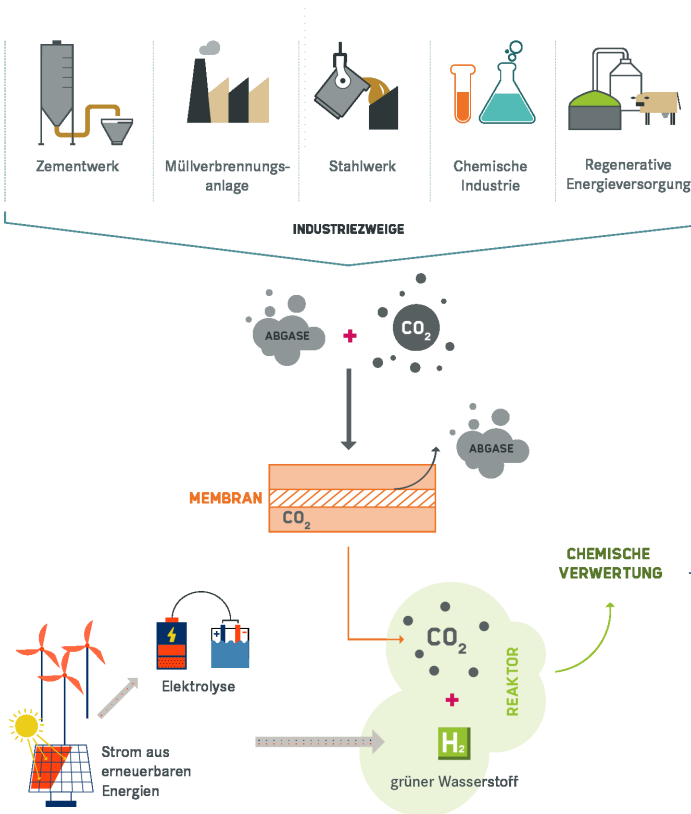 Zementwerk
Müllverbrennungs-
anlage
Stahlwerk
Chemische
Industrie
Regenerative
Energieversorgung
INDUSTRIEZWEIGE
ABGASE
+
CO2
ABGASE
MEMBRAN
CO2
CHEMISCHE
VERWERTUNG
+ −
Elektrolyse
CO2
+
REAKTOR
H2
grüner Wasserstoff
Strom aus
erneuerbaren
Energien